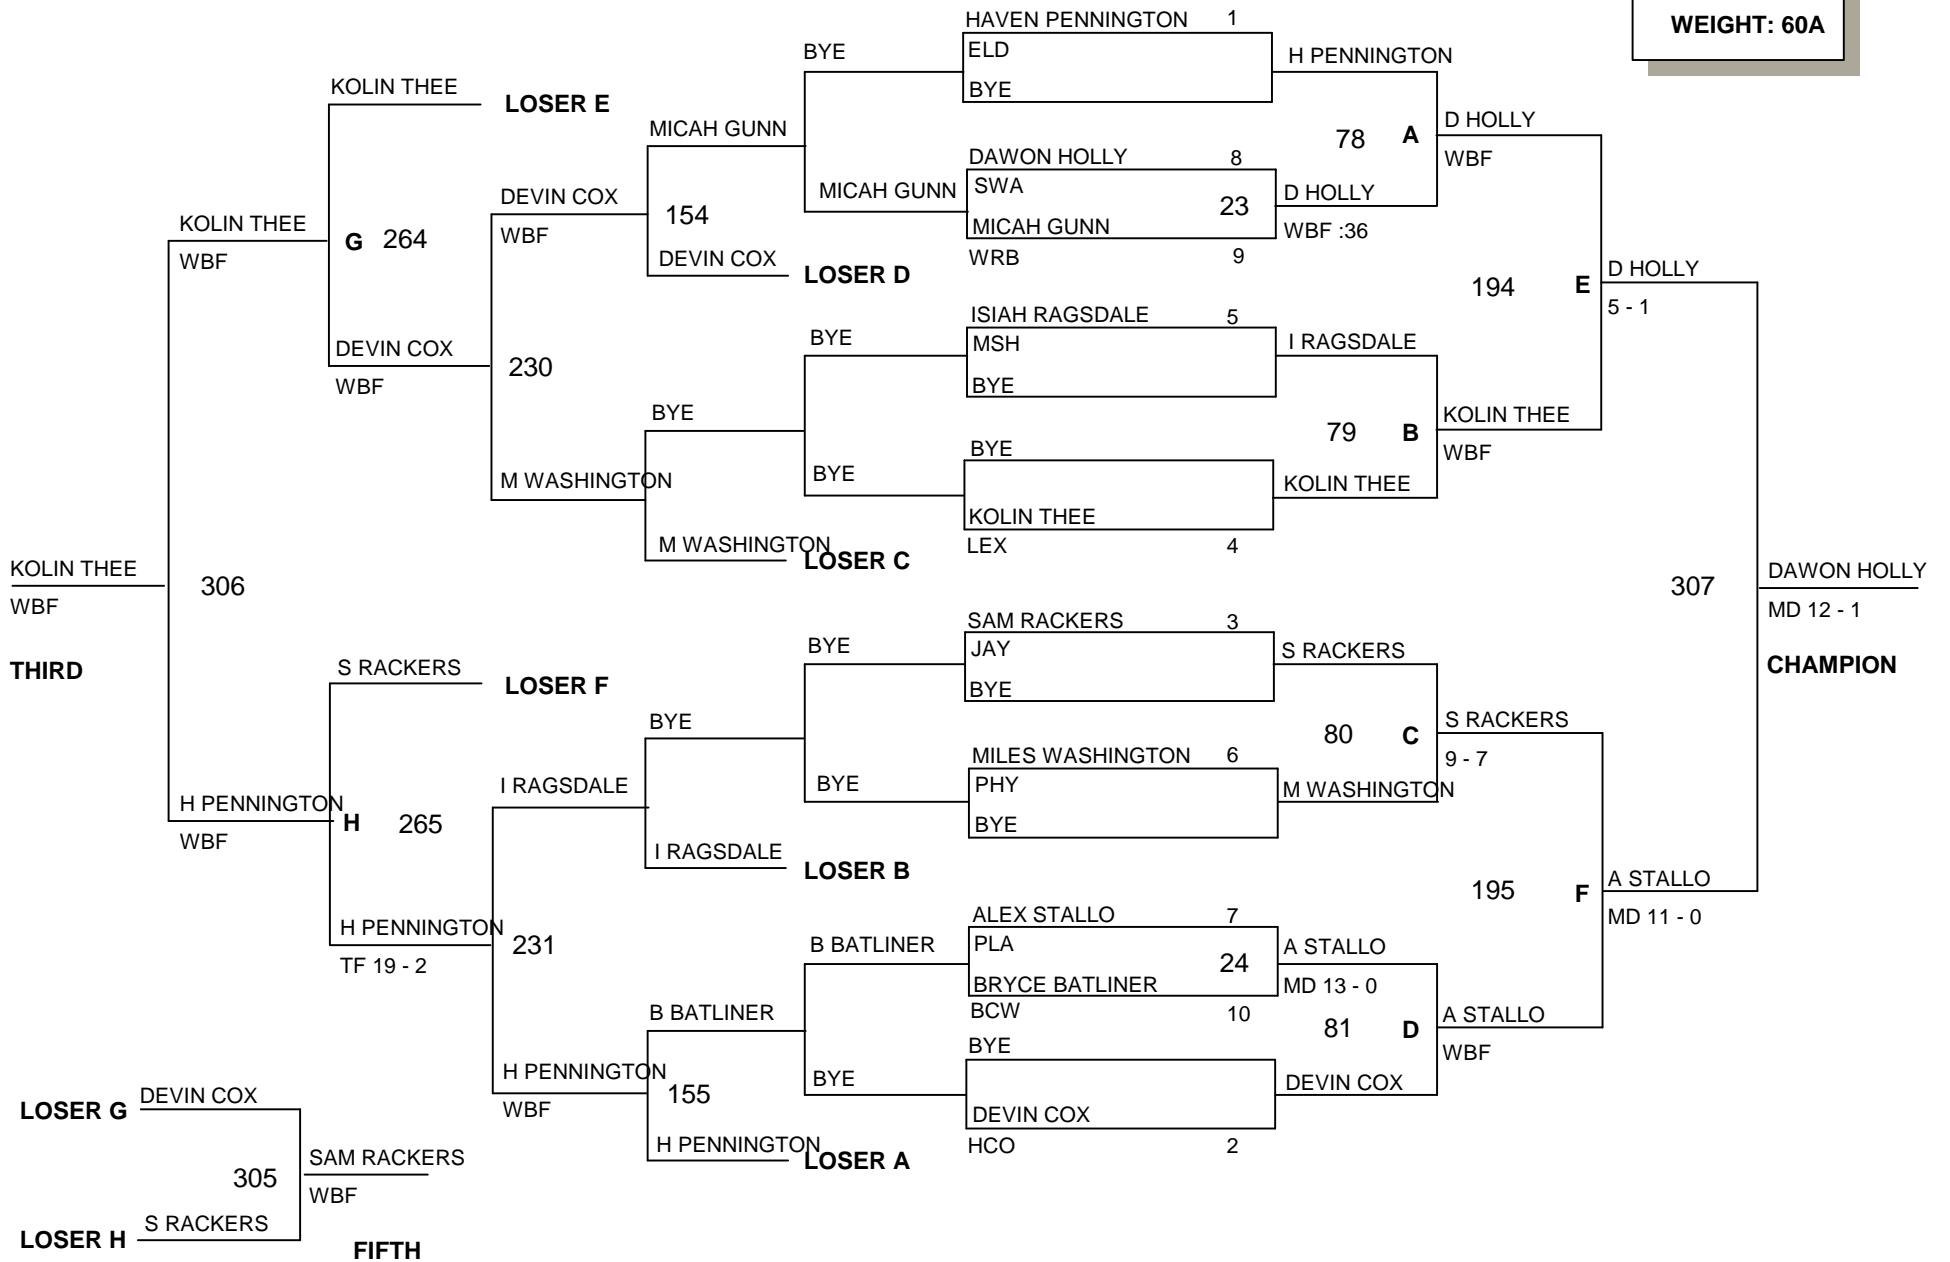 WEIGHT: 60A
HAVEN PENNINGTON 1
ELD
BYE
BYE
H PENNINGTON
KOLIN THEE
LOSER E
MICAH GUNN
78 A
D HOLLY
WBF
DAWON HOLLY 8
SWA
23
MICAH GUNN
WRB 9
MICAH GUNN
D HOLLY
WBF :36
DEVIN COX
WBF
154
DEVIN COX
LOSER D
KOLIN THEE
WBF
G 264
194 E
D HOLLY
5 - 1
ISIAH RAGSDALE 5
MSH
BYE
BYE
I RAGSDALE
DEVIN COX
WBF
230
BYE
79 B
KOLIN THEE
WBF
BYE
BYE
KOLIN THEE
LEX 4
KOLIN THEE
M WASHINGTON
M WASHINGTON
LOSER C
KOLIN THEE
WBF
306
THIRD
307
DAWON HOLLY
MD 12 - 1
CHAMPION
SAM RACKERS 3
JAY
BYE
BYE
S RACKERS
S RACKERS
LOSER F
BYE
80 C
S RACKERS
9 - 7
MILES WASHINGTON 6
PHY
BYE
BYE
M WASHINGTON
I RAGSDALE
H PENNINGTON
WBF
H 265
I RAGSDALE
LOSER B
195 F
A STALLO
MD 11 - 0
ALEX STALLO 7
PLA
24
BRYCE BATLINER
BCW 10
B BATLINER
A STALLO
MD 13 - 0
H PENNINGTON
TF 19 - 2
231
B BATLINER
81 D
A STALLO
WBF
BYE
BYE
DEVIN COX
HCO 2
DEVIN COX
H PENNINGTON
WBF
155
H PENNINGTON
LOSER A
LOSER G DEVIN COX
305
SAM RACKERS
WBF
LOSER H S RACKERS
FIFTH